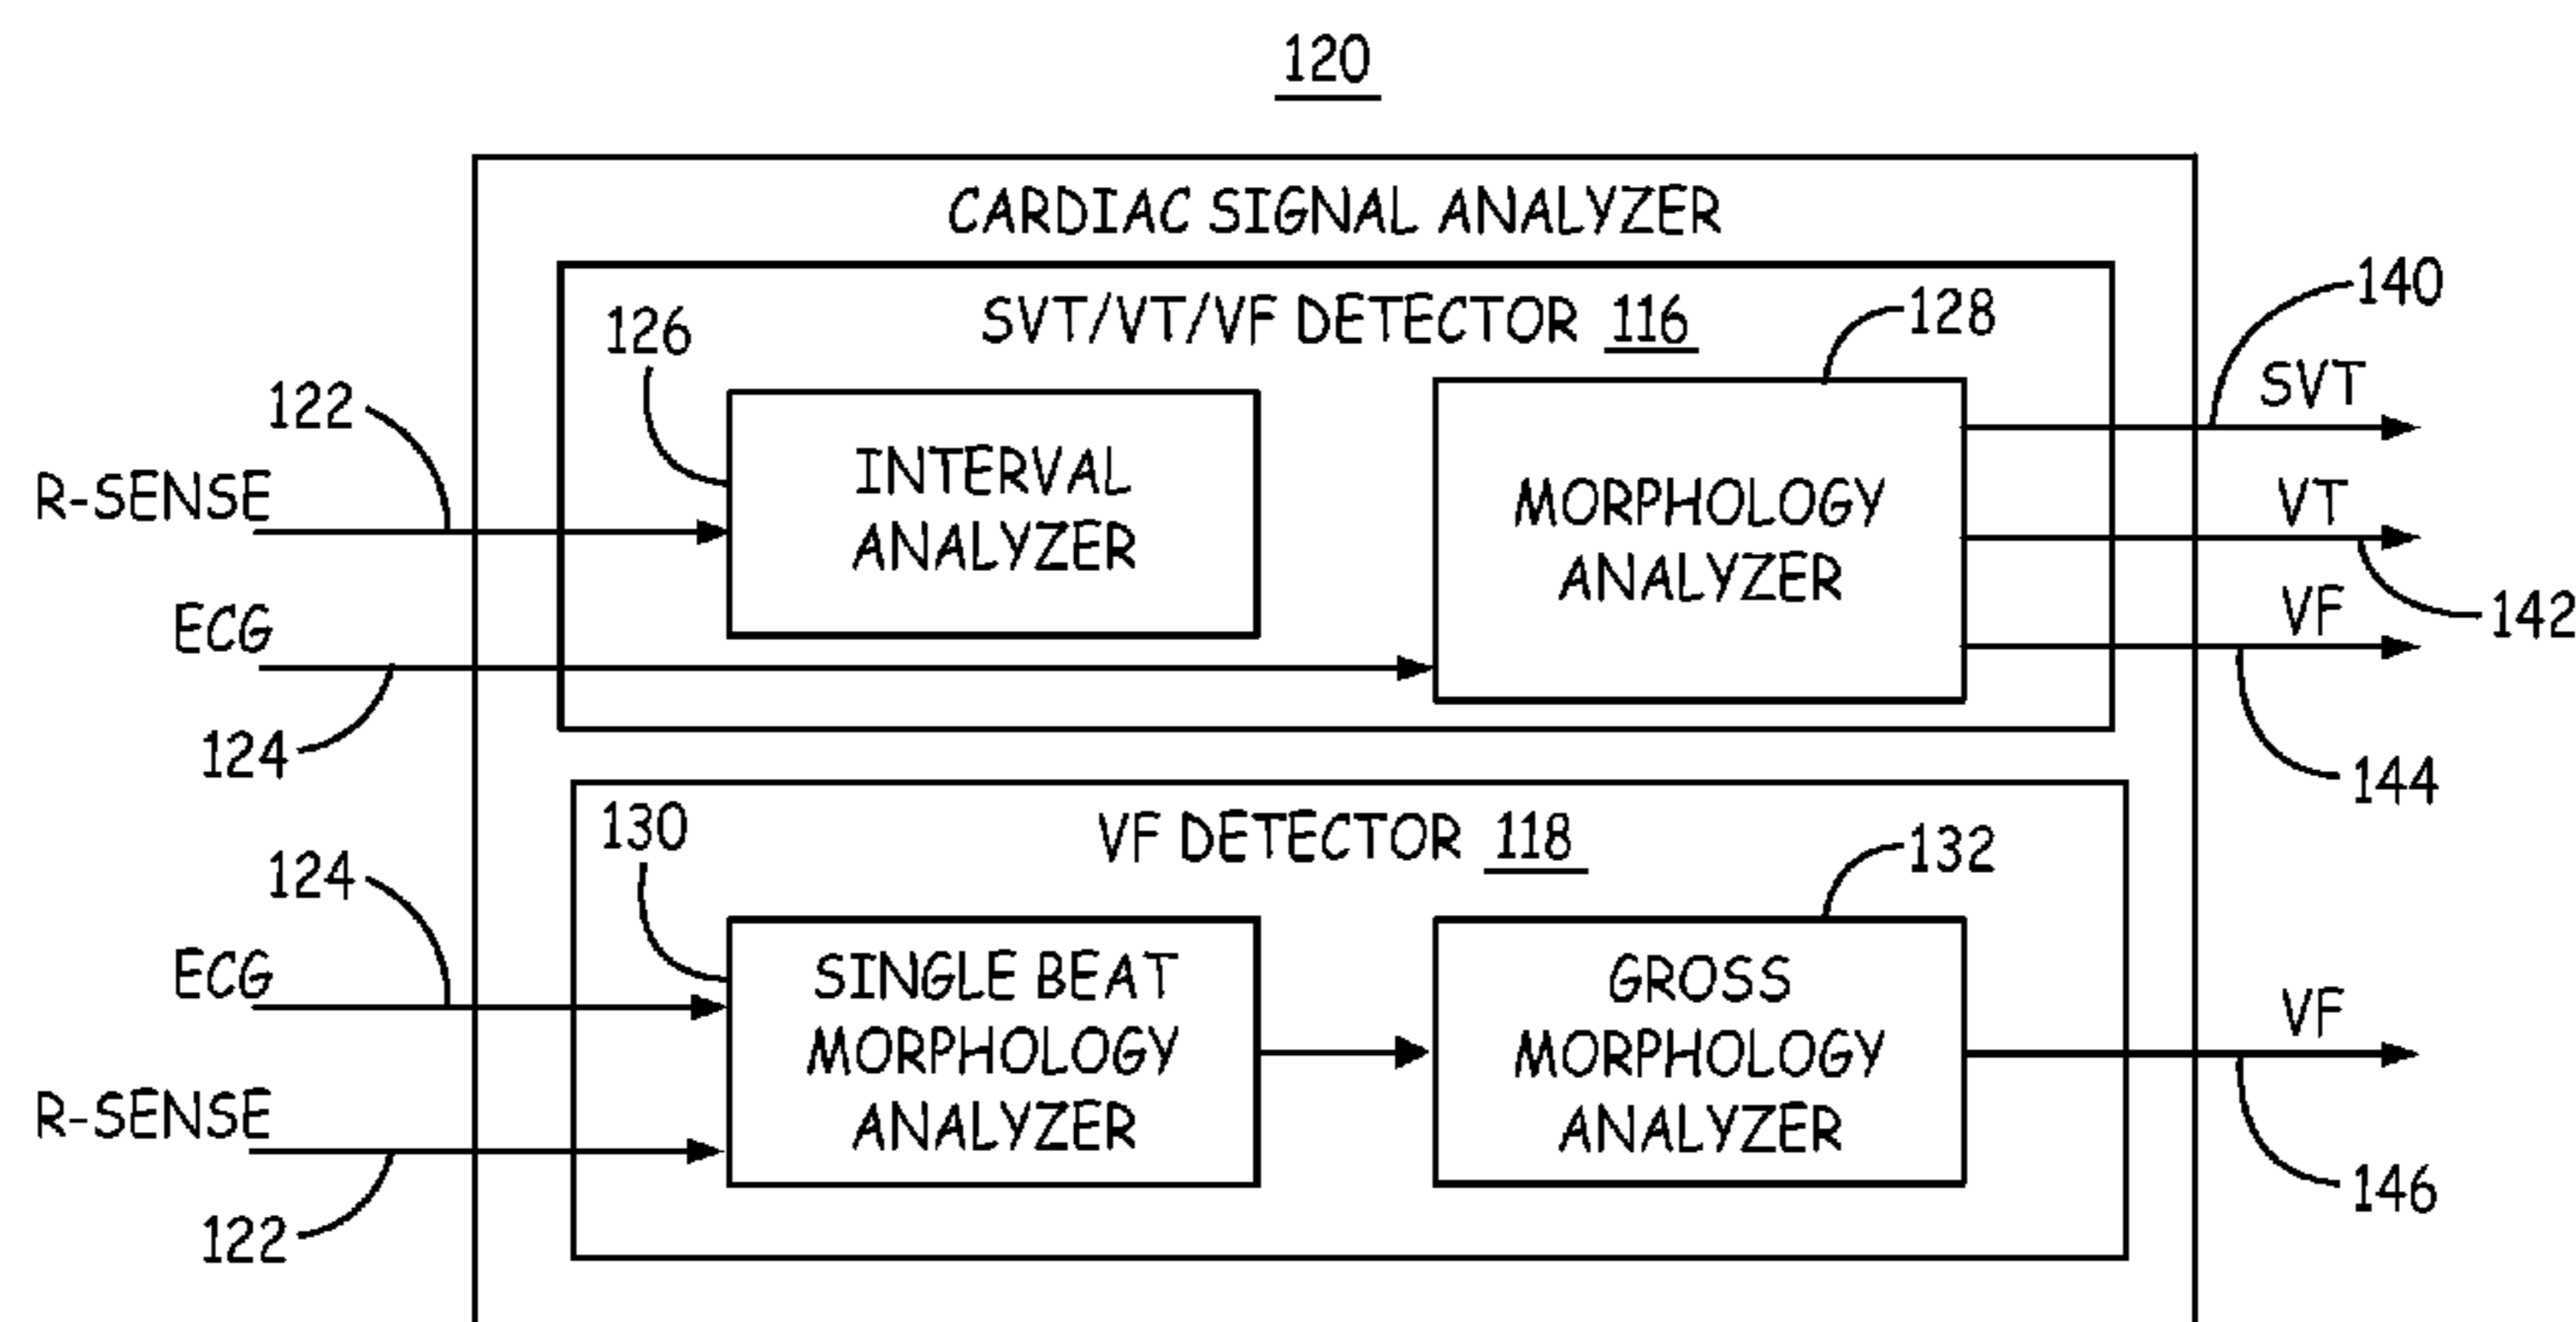 120
CARDIAC SIGNAL ANALYZER
SVT/VT/VF DETECTOR 116
126
128
140
122
R-SENSE
INTERVAL
ANALYZER
MORPHOLOGY
ANALYZER
SVT
VT
142
ECG
VF
124
144
VF DETECTOR 118
130
132
124
ECG
SINGLE BEAT
MORPHOLOGY
ANALYZER
GROSS
MORPHOLOGY
ANALYZER
VF
R-SENSE
122
146